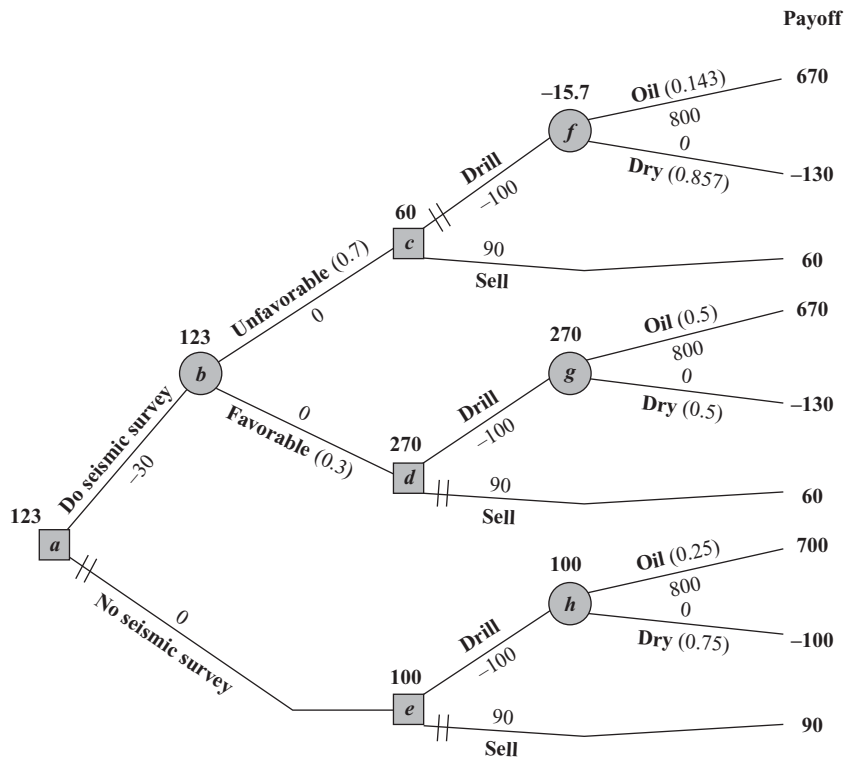 Payoff
–15.7
f
Oil (0.143)
800
670
0
Dry (0.857)
–130
Drill
–100
60
c
90
Sell
60
Unfavorable (0.7)
0
123
b
0
Favorable (0.3)
270
g
Oil (0.5)
800
670
0
Dry (0.5)
–130
Drill
–100
270
d
90
Sell
60
Do seismic survey
–30
123
a
0
No seismic survey
100
h
Oil (0.25)
800
700
0
Dry (0.75)
–100
Drill
–100
100
e
90
Sell
90